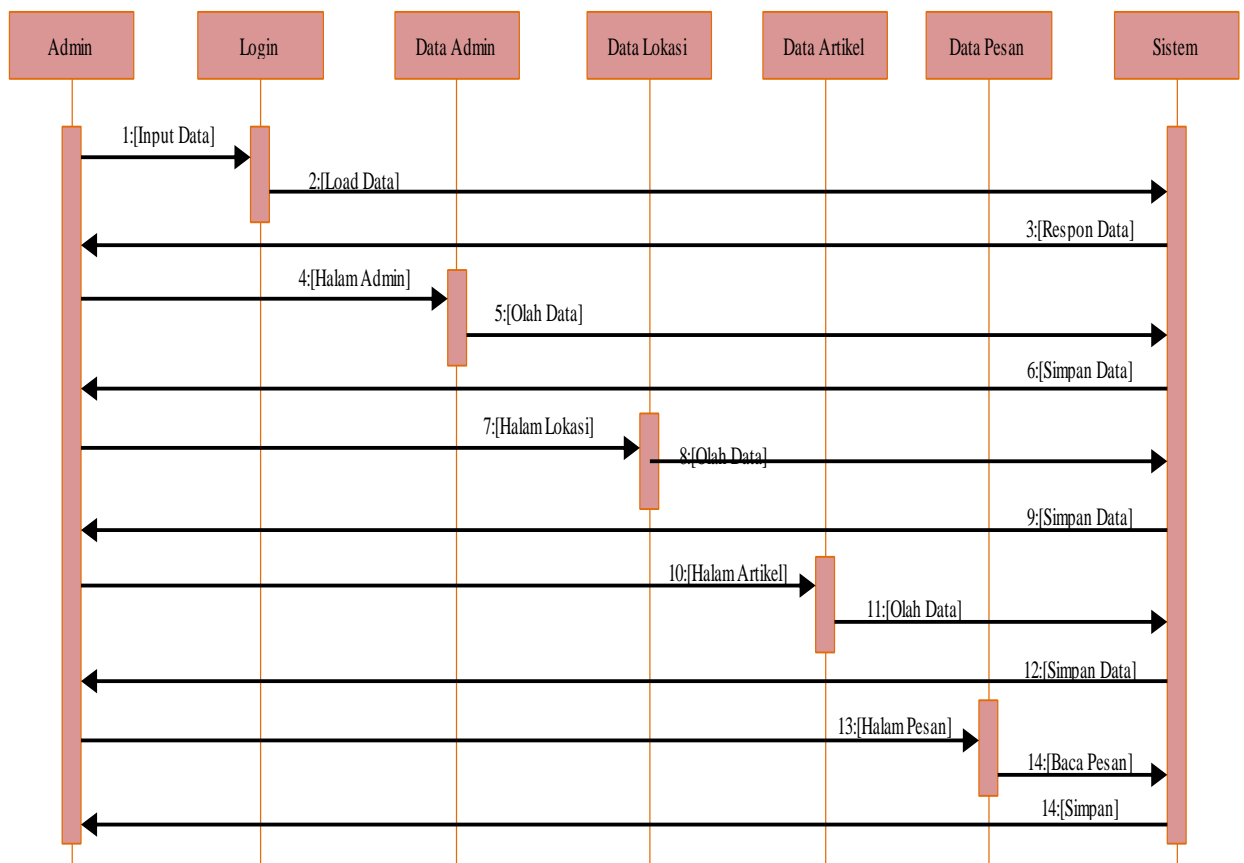 Admin
Login
Data Admin
Data Lokasi
Data Artikel
Data Pesan
Sistem
1:[Input Data]
2:[Load Data]
3:[Respon Data]
4:[Halam Admin]
5:[Olah Data]
6:[Simpan Data]
7:[Halam Lokasi]
8:[Olah Data]
9:[Simpan Data]
10:[Halam Artikel]
11:[Olah Data]
12:[Simpan Data]
13:[Halam Pesan]
14:[Baca Pesan]
14:[Simpan]